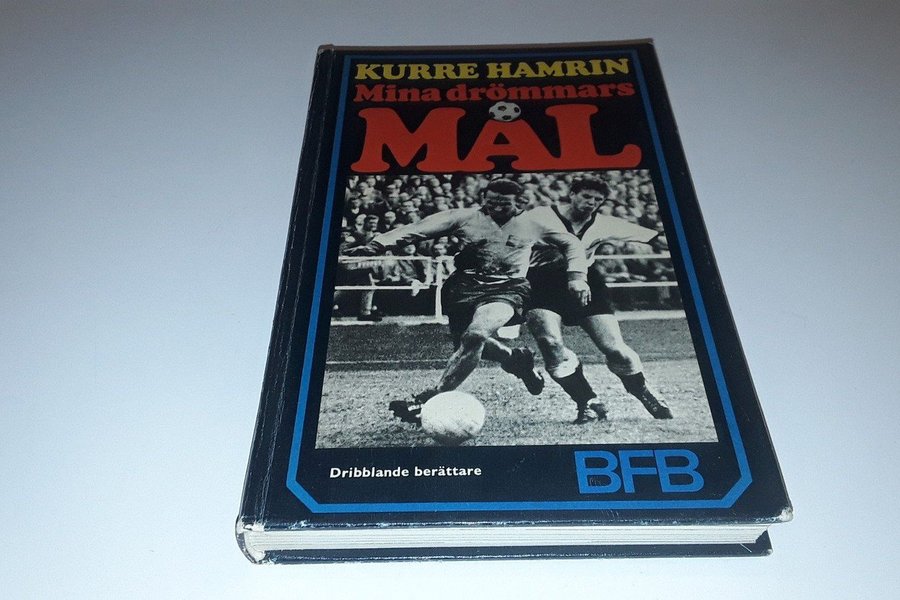 KURRE HAMRIN
Mina drömmars
MÅL
Dribblande berättare
BFB